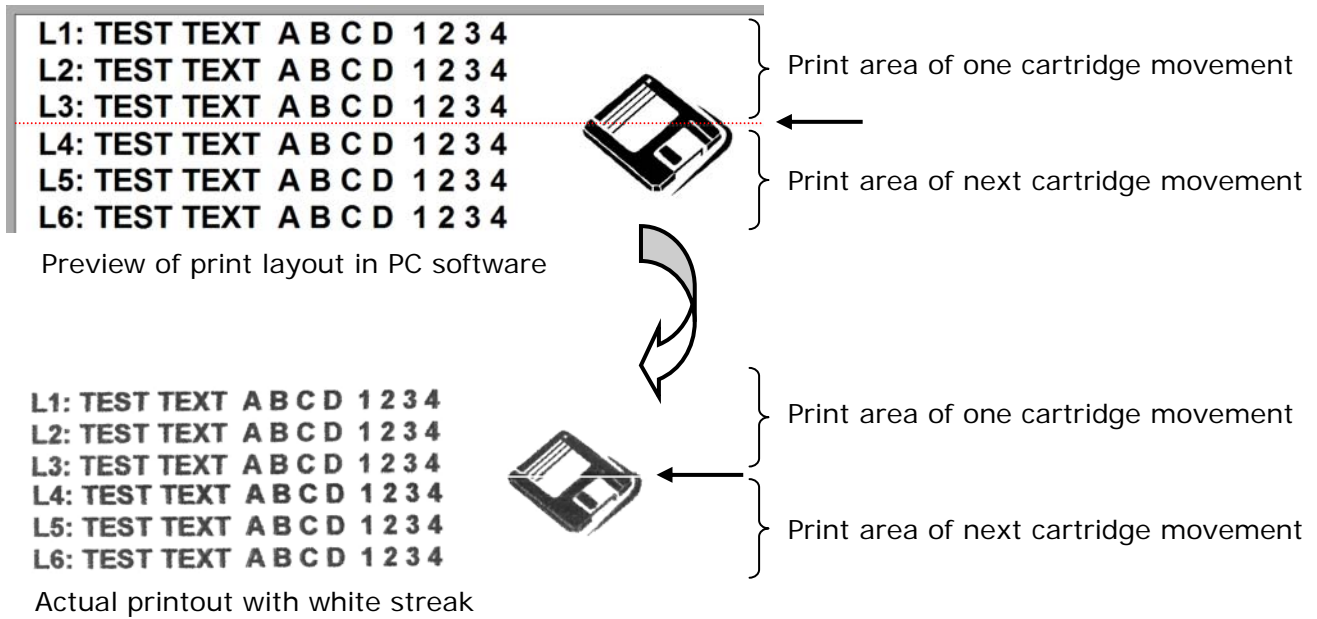 L1: TEST TEXT A B C D 1 2 3 4
L2: TEST TEXT A B C D 1 2 3 4
L3: TEST TEXT A B C D 1 2 3 4
L4: TEST TEXT A B C D 1 2 3 4
L5: TEST TEXT A B C D 1 2 3 4
L6: TEST TEXT A B C D 1 2 3 4
Print area of one cartridge movement
Print area of next cartridge movement
Preview of print layout in PC software
L1: TEST TEXT A B C D 1 2 3 4
L2: TEST TEXT A B C D 1 2 3 4
L3: TEST TEXT A B C D 1 2 3 4
L4: TEST TEXT A B C D 1 2 3 4
L5: TEST TEXT A B C D 1 2 3 4
L6: TEST TEXT A B C D 1 2 3 4
Print area of one cartridge movement
Print area of next cartridge movement
Actual printout with white streak